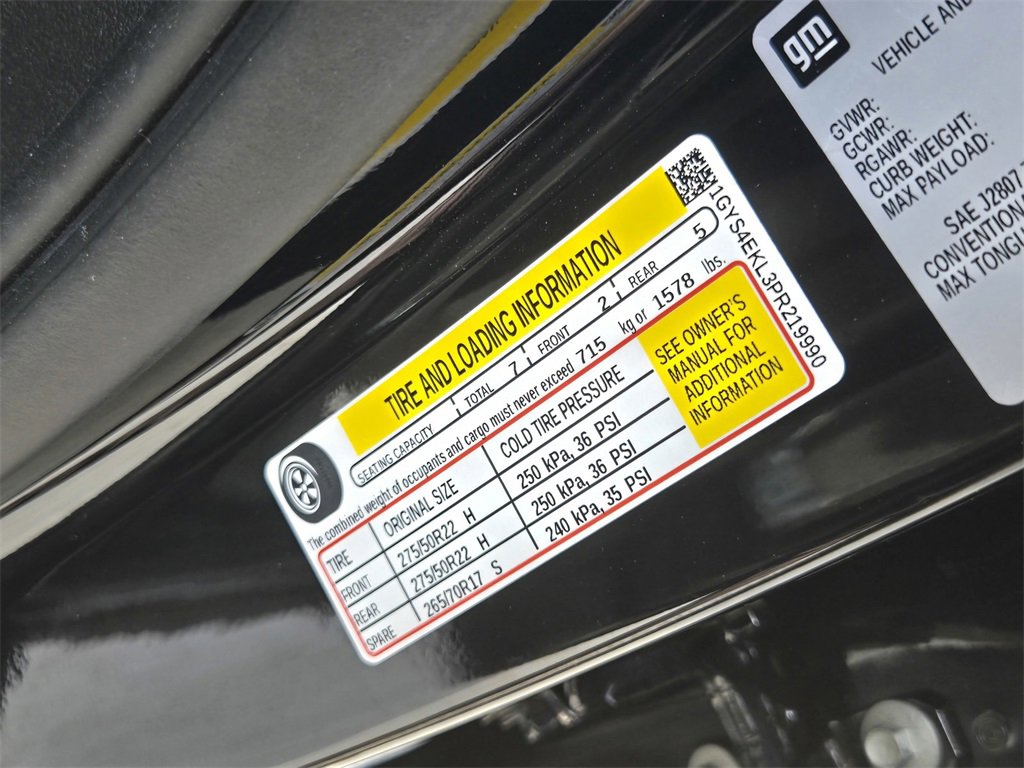 TIRE AND LOADING INFORMATION
SEATING CAPACITY TOTAL 7 FRONT 2 REAR 5
The combined weight of occupants and cargo must never exceed 715 kg or 1578 lbs.
TIRE ORIGINAL SIZE COLD TIRE PRESSURE
FRONT 275/50R22 H 250 kPa, 36 PSI
REAR 275/50R22 H 250 kPa, 36 PSI
SPARE 265/70R17 S 240 kPa, 35 PSI
SEE OWNER'S
MANUAL FOR
ADDITIONAL
INFORMATION
1GYS4EKL3PR219990
gm
VEHICLE AND
GVWR:
GCWR:
RGAWR:
CURB WEIGHT:
MAX PAYLOAD:
SAE J2807
CONVENTION
MAX TONGU